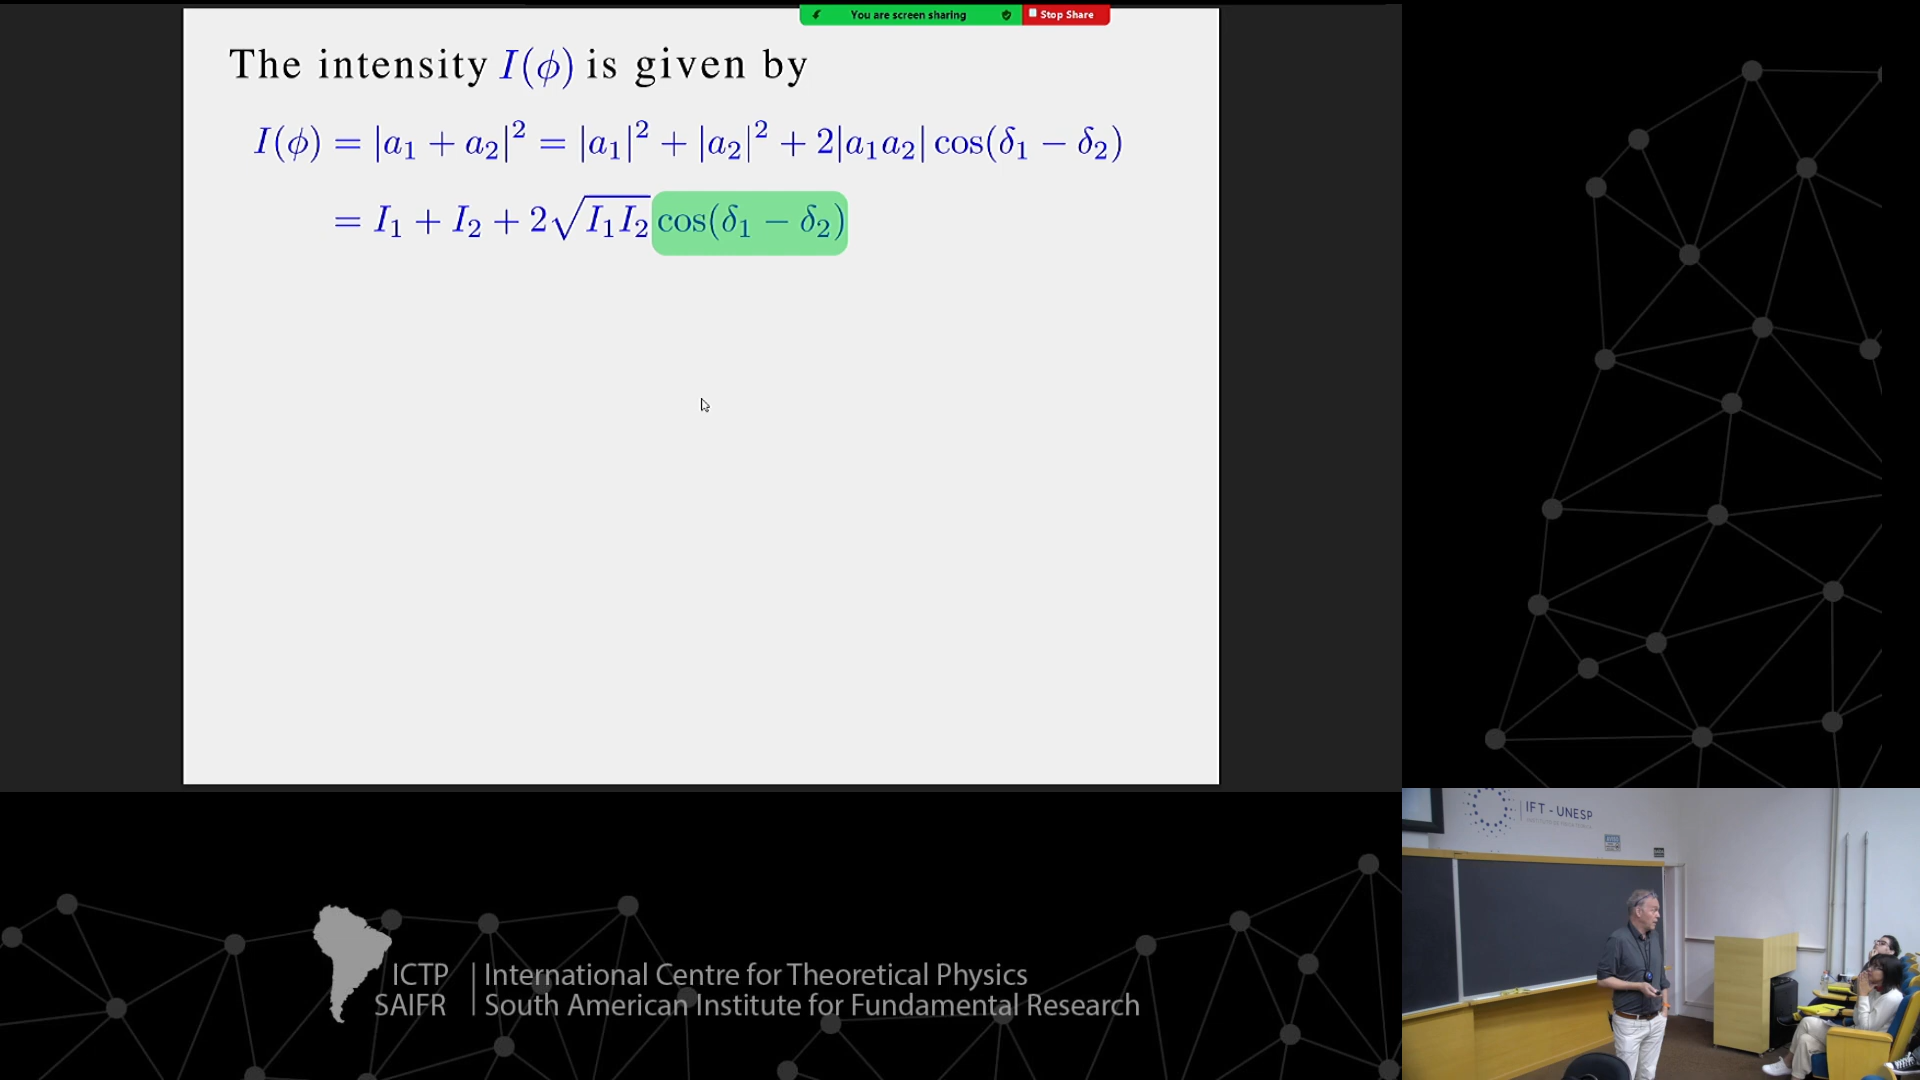 You are screen sharing Stop Share
The intensity I(ϕ) is given by
I(ϕ) = |a₁ + a₂|² = |a₁|² + |a₂|² + 2|a₁a₂| cos(δ₁ − δ₂)
= I₁ + I₂ + 2√I₁I₂ cos(δ₁ − δ₂)
IFT - UNESP
ICTP | International Centre for Theoretical Physics
SAIFR | South American Institute for Fundamental Research